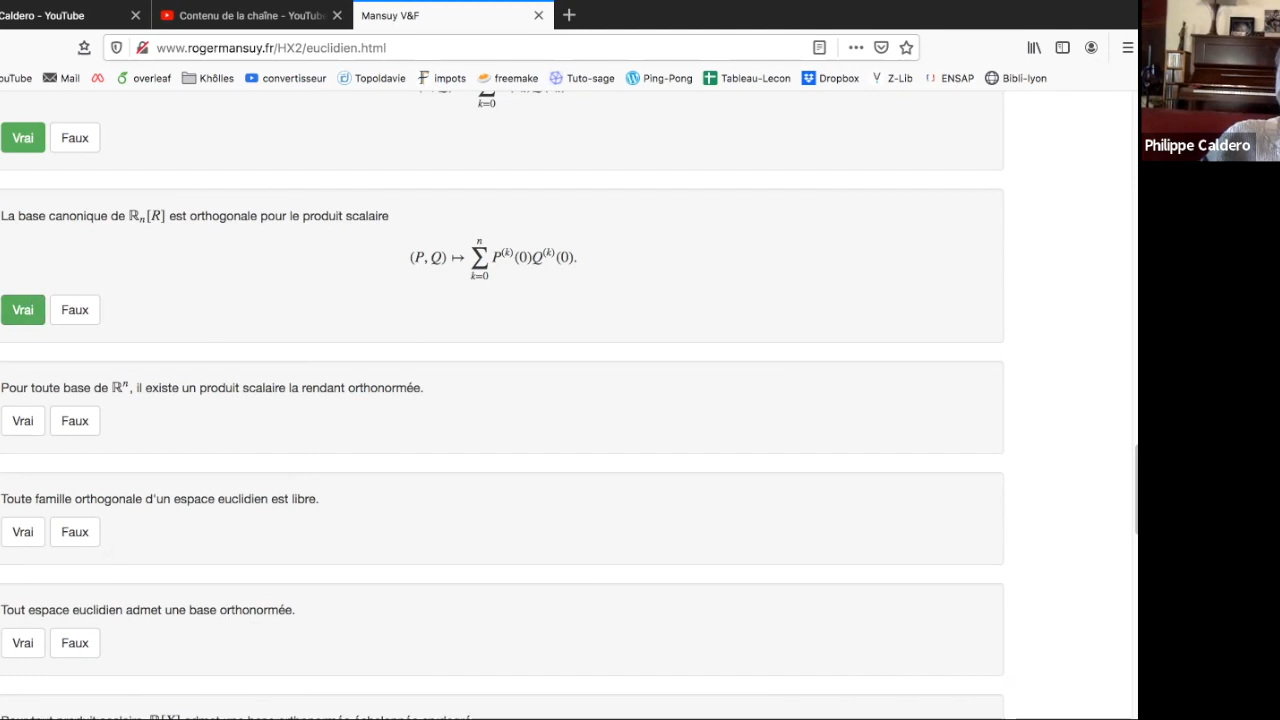 Caldero - YouTube
Contenu de la chaîne - YouTube
Mansuy V&F
www.rogermansuy.fr/HX2/euclidien.html
Mail
overleaf
Khôlles
convertisseur
Topoldavie
impots
freemake
Tuto-sage
Ping-Pong
Tableau-Lecon
Dropbox
Z-Lib
ENSAP
Bibli-lyon
Philippe Caldero
k=0
Vrai Faux
La base canonique de ℝn[R] est orthogonale pour le produit scalaire
(P, Q) ↦ ∑_{k=0}^{n} P^{(k)}(0)Q^{(k)}(0).
Vrai Faux
Pour toute base de ℝ^n, il existe un produit scalaire la rendant orthonormée.
Vrai Faux
Toute famille orthogonale d'un espace euclidien est libre.
Vrai Faux
Tout espace euclidien admet une base orthonormée.
Vrai Faux